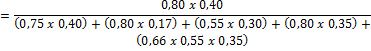 0,80 x 0,40
=
(0,75 x 0,40) + (0,80 x 0,17) + (0,55 x 0,30) + (0,80 x 0,35) +
(0,66 x 0,55 x 0,35)